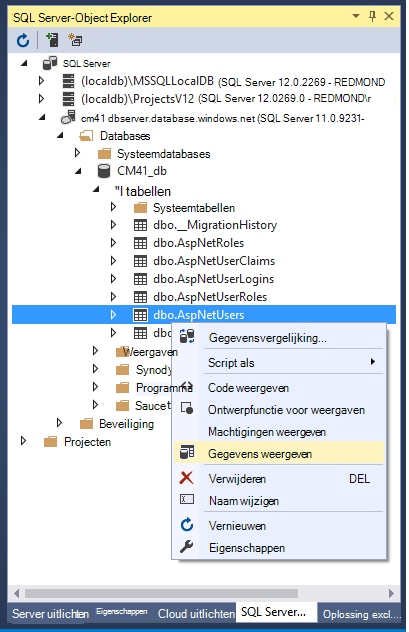 SQL Server-Object Explorer
SQL Server
(localdb)\MSSQLLocalDB (SQL Server 12.0.2269 - REDMOND
(localdb)\ProjectsV12 (SQL Server 12.0269.0 - REDMOND\r
cm41 dbserver.database.windows.net (SQL Server 11.0.9231-
Databases
Systeemdatabases
CM41_db
"I tabellen
Systeemtabellen
dbo.__MigrationHistory
dbo.AspNetRoles
dbo.AspNetUserClaims
dbo.AspNetUserLogins
dbo.AspNetUserRoles
dbo.AspNetUsers
dbo
Weergaven
Synody
Programma
Saucet
Beveiliging
Projecten
Gegevensvergelijking...
Script als
Code weergeven
Ontwerpfunctie voor weergaven
Machtigingen weergeven
Gegevens weergeven
Verwijderen DEL
Naam wijzigen
Vernieuwen
Eigenschappen
Server uitlichten Eigenschappen Cloud uitlichten SQL Server... Oplossing excl....